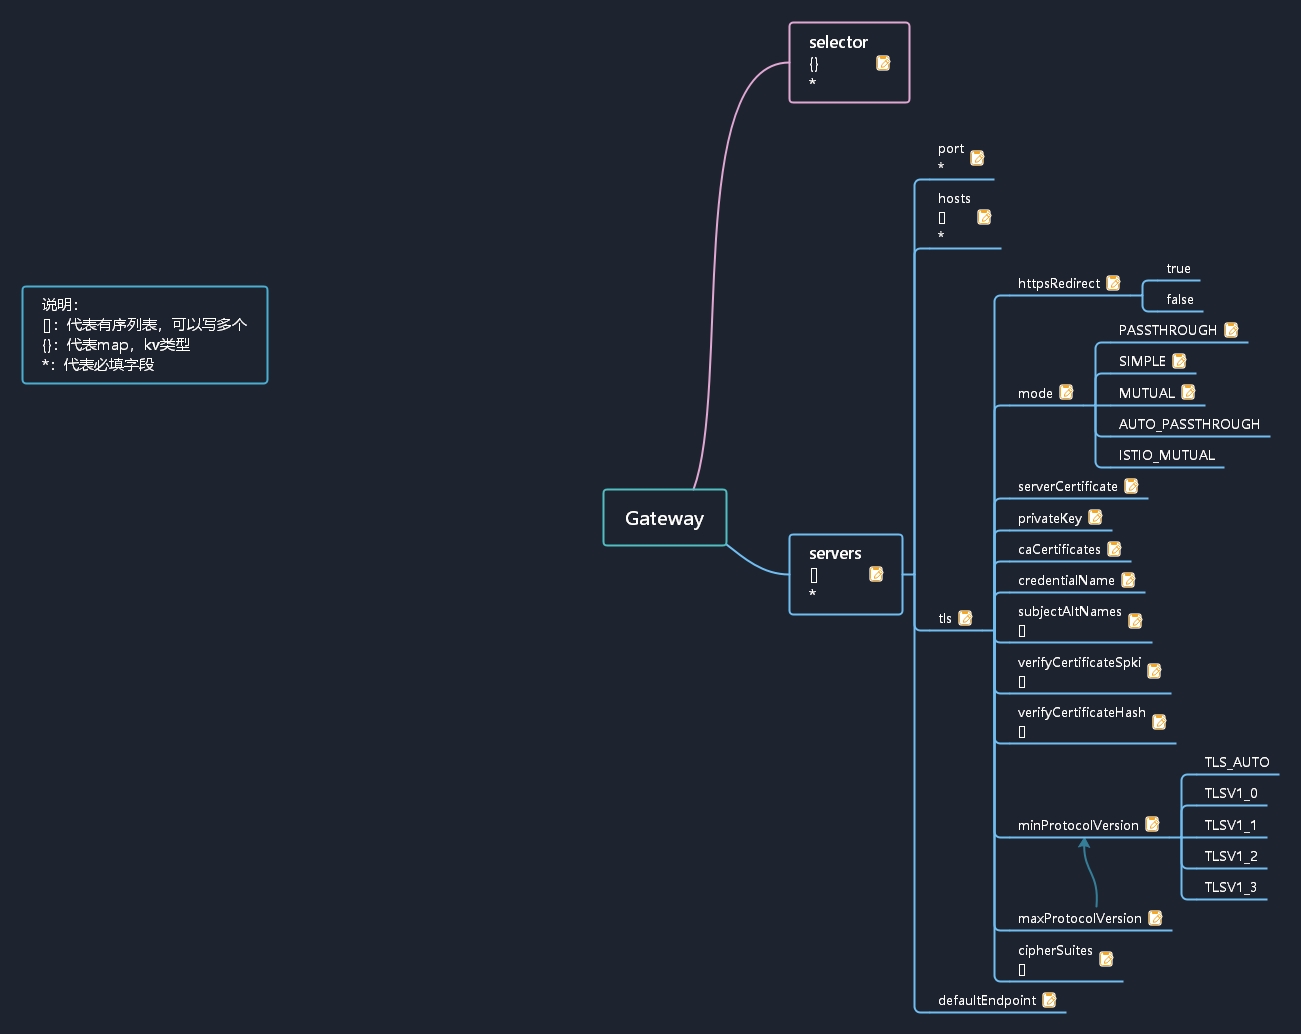 selector
{}
*
port
*
hosts
[]
*
httpsRedirect
true
false
说明：
[]：代表有序列表，可以写多个
{}：代表map，kv类型
*：代表必填字段
mode
PASSTHROUGH
SIMPLE
MUTUAL
AUTO_PASSTHROUGH
ISTIO_MUTUAL
Gateway
servers
[]
*
tls
serverCertificate
privateKey
caCertificates
credentialName
subjectAltNames
[]
verifyCertificateSpki
[]
verifyCertificateHash
[]
minProtocolVersion
TLS_AUTO
TLSV1_0
TLSV1_1
TLSV1_2
TLSV1_3
maxProtocolVersion
cipherSuites
[]
defaultEndpoint